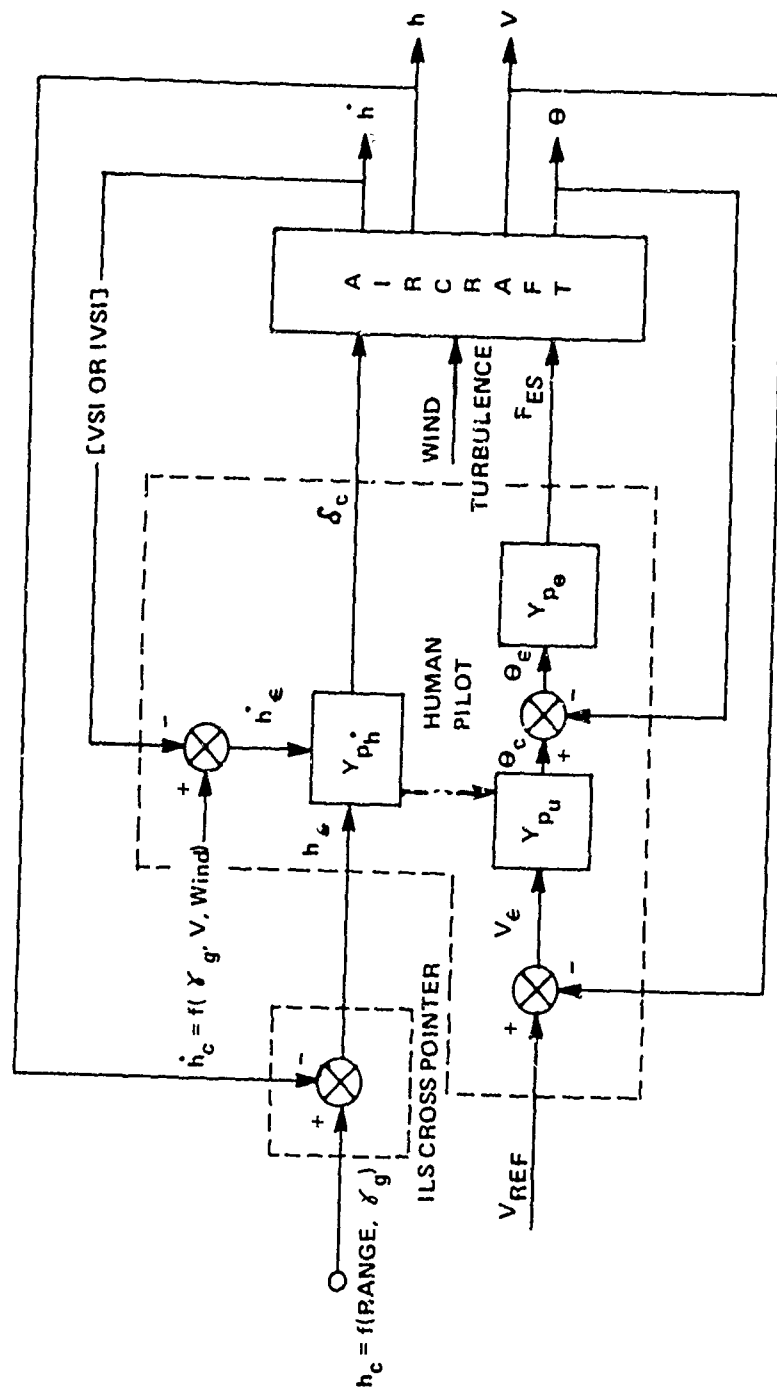 h
ḣ
V
θ
[VSI OR IVSI]
A I R C R A F T
WIND
TURBULENCE
F_ES
δ_c
ḣ_c = f(γ_g, V, Wind)
+
-
ḣ_ϵ
Y_pḣ
h_ϵ
HUMAN
PILOT
Y_pθ
θ_ϵ
+
-
θ_c
Y_pu
V_ϵ
+
-
V_REF
ILS CROSS POINTER
+
-
h_c = f(RANGE, γ_g)